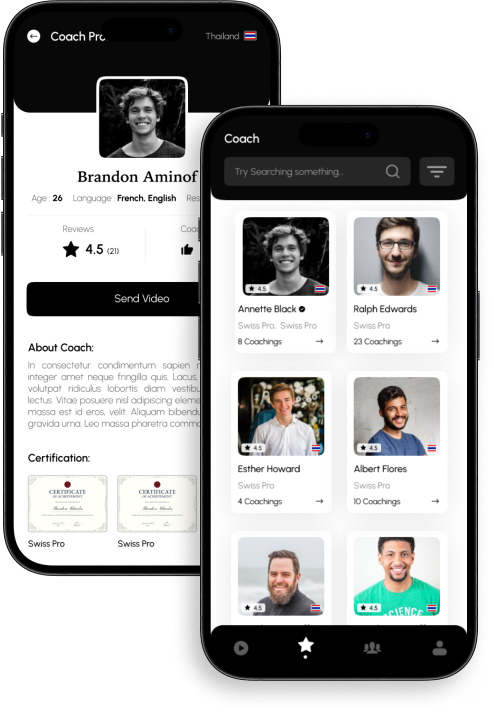 Coach Pro
Thailand
Brandon Aminof
Age : 26 Language French, English Res
Reviews
Coac
4.5 (21)
Send Video
About Coach:
In consectetur condimentum sapien
integer amet neque fringilla quis. Lacus,
volutpat ridiculus lobortis diam vestibu
lectus. Vitae posuere nisl adipiscing eleme
massa est id eros, velit. Aliquam bibendu
gravida urna. Leo massa pharetra commo
Certification:
CERTIFICATE
OF ACHIEVEMENT
CERTIFICATE
OF ACHIEVEMENT
Swiss Pro
Swiss Pro
Coach
Try Searching something..
4.5
4.5
Annette Black
Ralph Edwards
Swiss Pro, Swiss Pro
Swiss Pro
8 Coachings
23 Coachings
4.5
4.5
Esther Howard
Albert Flores
Swiss Pro
Swiss Pro
4 Coachings
10 Coachings
SCIENCE
4.5
4.5